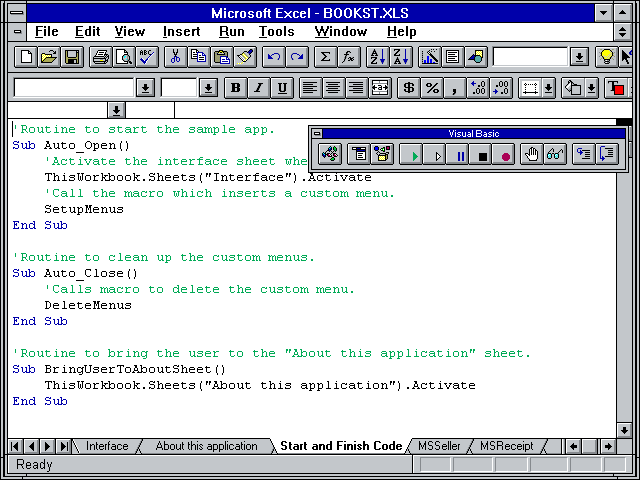 Microsoft Excel - BOOKST.XLS
File Edit View Insert Run Tools Window Help
ABC
Σ fx A Z Z A
B I U a $ % , .00 .00 T
'Routine to start the sample app.
Visual Basic
Sub Auto_Open()
'Activate the interface sheet whe
ThisWorkbook.Sheets("Interface").Activate
'Call the macro which inserts a custom menu.
SetupMenus
End Sub
'Routine to clean up the custom menus.
Sub Auto_Close()
'Calls macro to delete the custom menu.
DeleteMenus
End Sub
'Routine to bring the user to the "About this application" sheet.
Sub BringUserToAboutSheet()
ThisWorkbook.Sheets("About this application").Activate
End Sub
Interface About this application Start and Finish Code MSSeller MSReceipt
Ready